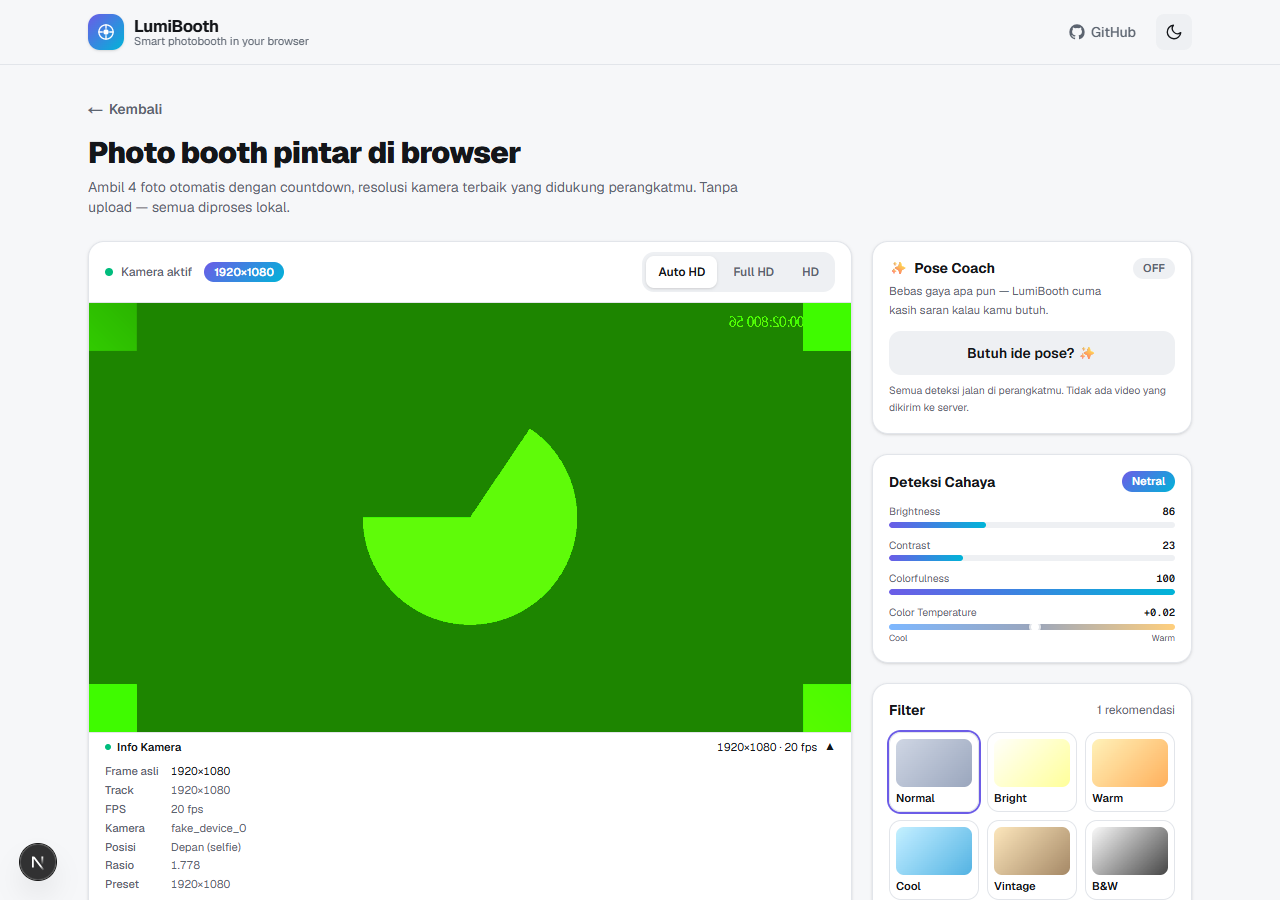 LumiBooth
Smart photobooth in your browser
GitHub
← Kembali
Photo booth pintar di browser
Ambil 4 foto otomatis dengan countdown, resolusi kamera terbaik yang didukung perangkatmu. Tanpa
upload — semua diproses lokal.
Kamera aktif
1920×1080
Auto HD
Full HD
HD
00:02:800 56
Info Kamera
1920×1080 · 20 fps ▲
Frame asli 1920×1080
Track 1920×1080
FPS 20 fps
Kamera fake_device_0
Posisi Depan (selfie)
Rasio 1.778
Preset 1920×1080
✨ Pose Coach
OFF
Bebas gaya apa pun — LumiBooth cuma
kasih saran kalau kamu butuh.
Butuh ide pose? ✨
Semua deteksi jalan di perangkatmu. Tidak ada video yang
dikirim ke server.
Deteksi Cahaya
Netral
Brightness 86
Contrast 23
Colorfulness 100
Color Temperature +0.02
Cool Warm
Filter
1 rekomendasi
Normal Bright Warm
Cool Vintage B&W
N